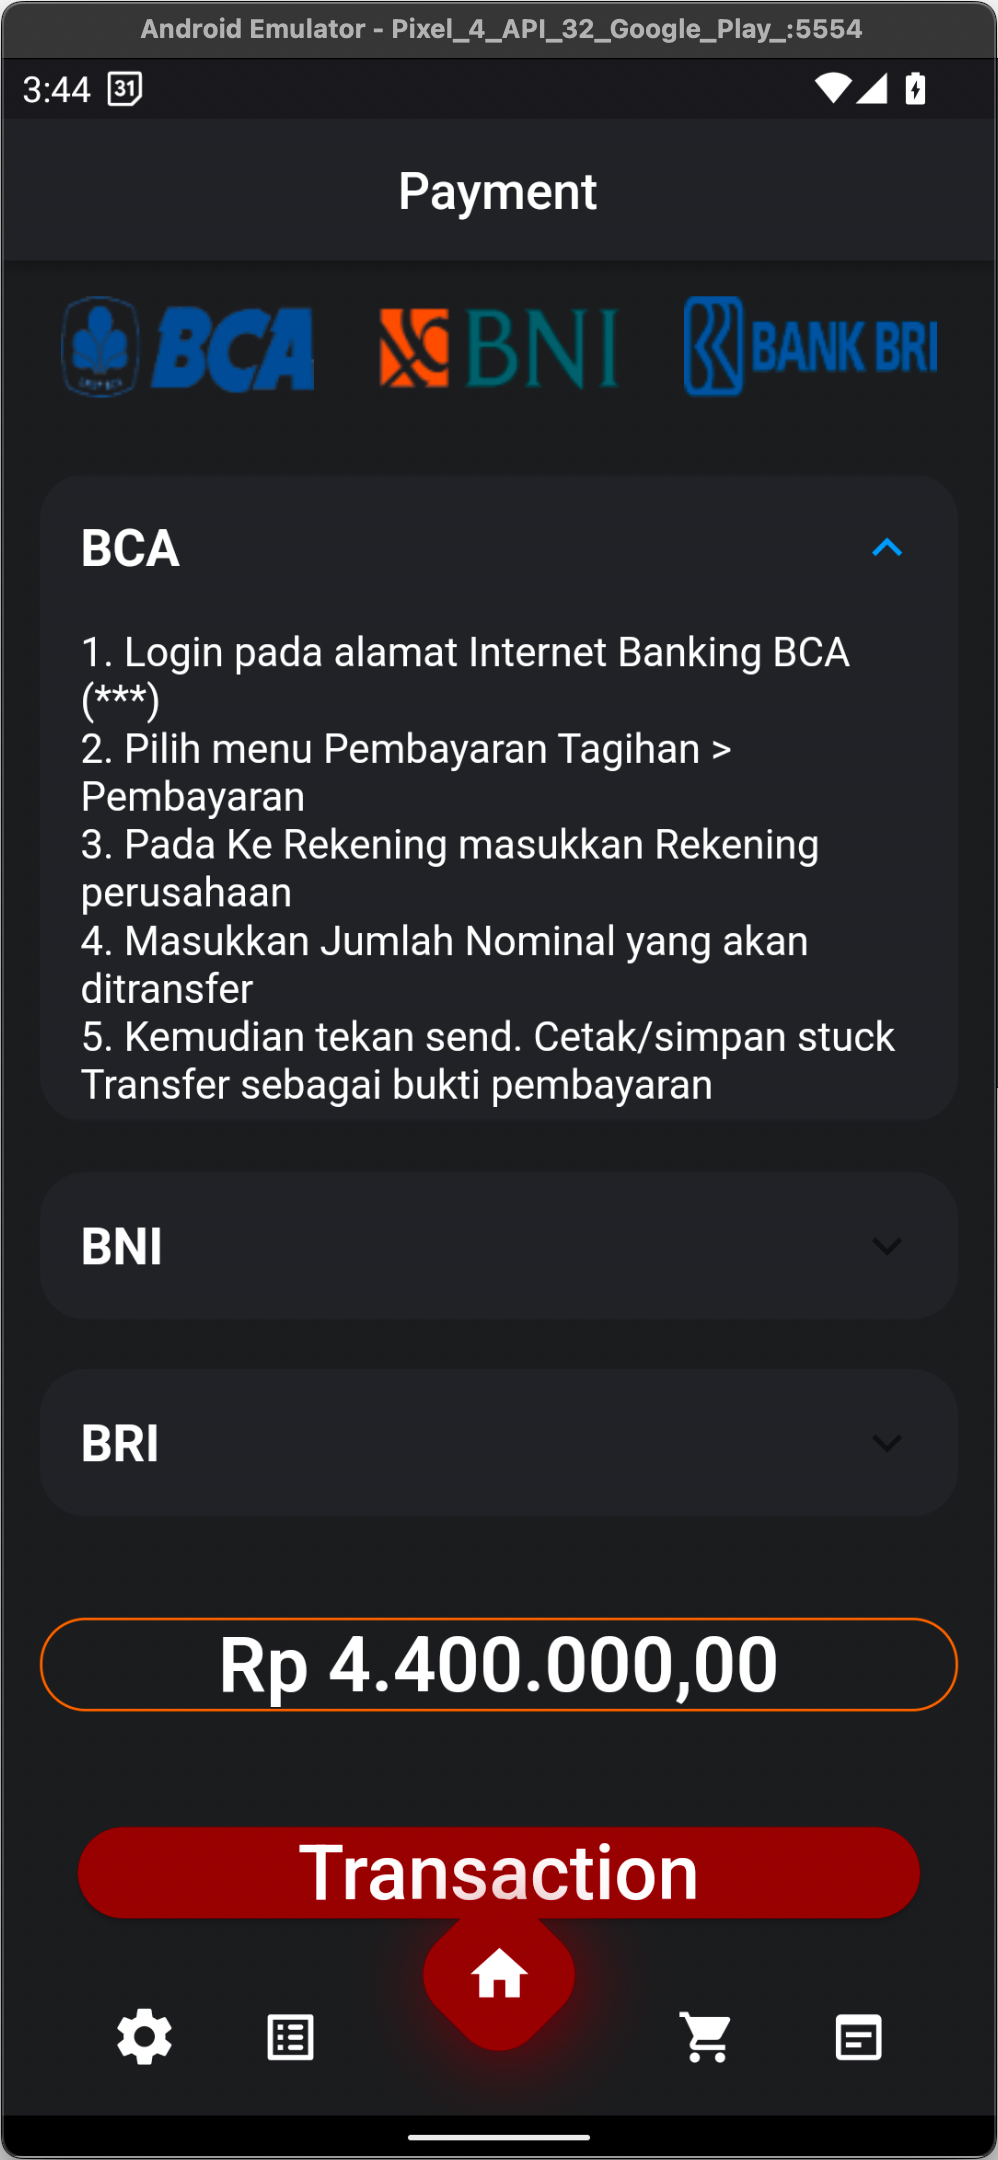 Android Emulator - Pixel_4_API_32_Google_Play_:5554
3:44 31
Payment
BCA BNI BANK BRI
BCA
1. Login pada alamat Internet Banking BCA
(***)
2. Pilih menu Pembayaran Tagihan >
Pembayaran
3. Pada Ke Rekening masukkan Rekening
perusahaan
4. Masukkan Jumlah Nominal yang akan
ditransfer
5. Kemudian tekan send. Cetak/simpan stuck
Transfer sebagai bukti pembayaran
BNI
BRI
Rp 4.400.000,00
Transaction